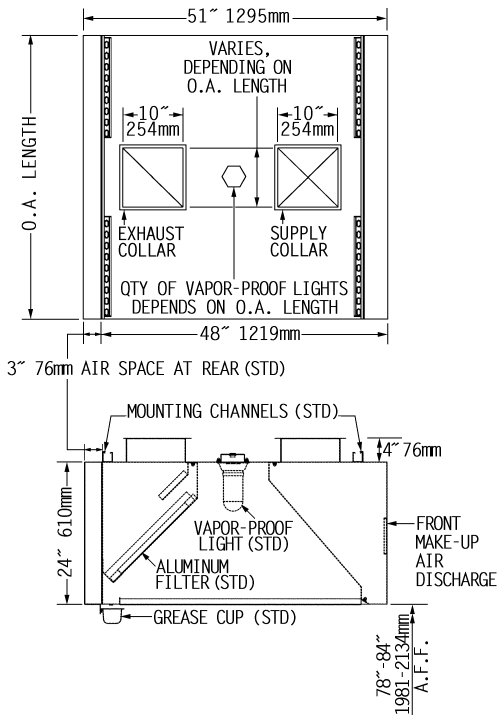 51″ 1295mm
VARIES,
DEPENDING ON
O.A. LENGTH
10″
254mm
10″
254mm
O.A. LENGTH
EXHAUST
COLLAR
SUPPLY
COLLAR
QTY OF VAPOR-PROOF LIGHTS
DEPENDS ON O.A. LENGTH
48″ 1219mm
3″ 76mm AIR SPACE AT REAR (STD)
MOUNTING CHANNELS (STD)
4″ 76mm
24″ 610mm
VAPOR-PROOF
LIGHT (STD)
ALUMINUM
FILTER (STD)
FRONT
MAKE-UP
AIR
DISCHARGE
GREASE CUP (STD)
78″-84″
1981-2134mm
A.F.F.